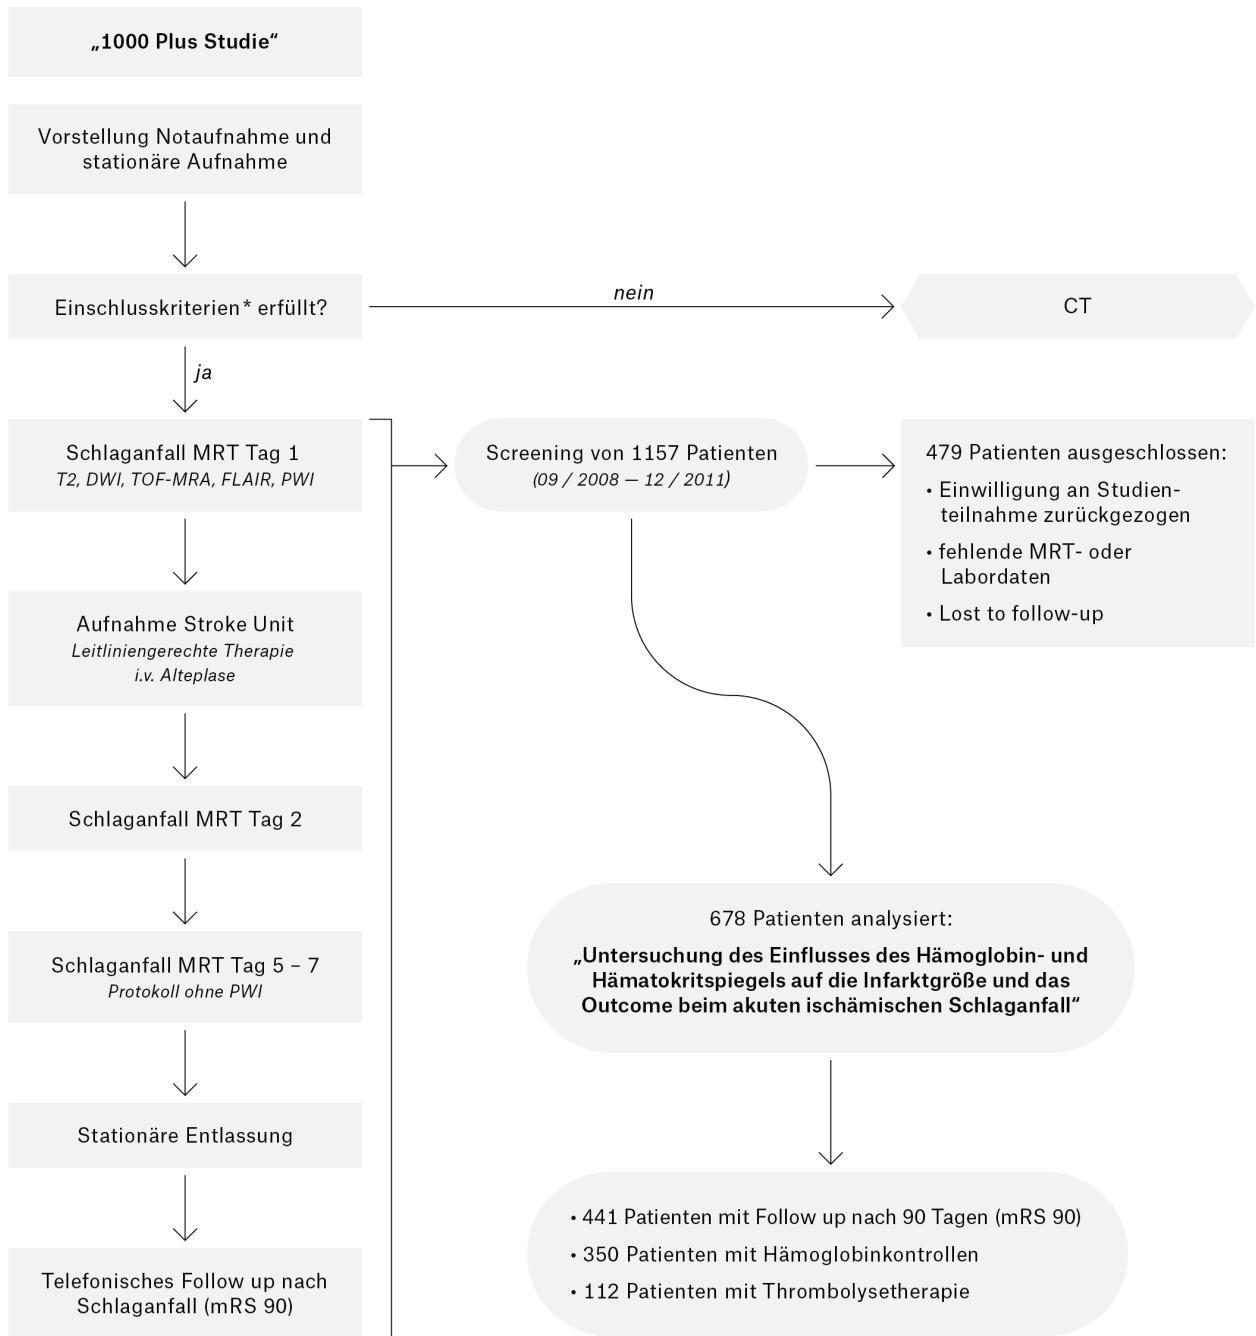 „1000 Plus Studie“
Vorstellung Notaufnahme und
stationäre Aufnahme
Einschlusskriterien* erfüllt?
nein
CT
ja
Schlaganfall MRT Tag 1
T2, DWI, TOF-MRA, FLAIR, PWI
Screening von 1157 Patienten
(09 / 2008 — 12 / 2011)
479 Patienten ausgeschlossen:
• Einwilligung an Studien-
teilnahme zurückgezogen
• fehlende MRT- oder
Labordaten
• Lost to follow-up
Aufnahme Stroke Unit
Leitliniengerechte Therapie
i.v. Alteplase
Schlaganfall MRT Tag 2
Schlaganfall MRT Tag 5 – 7
Protokoll ohne PWI
Stationäre Entlassung
Telefonisches Follow up nach
Schlaganfall (mRS 90)
678 Patienten analysiert:
„Untersuchung des Einflusses des Hämoglobin- und
Hämatokritspiegels auf die Infarktgröße und das
Outcome beim akuten ischämischen Schlaganfall“
• 441 Patienten mit Follow up nach 90 Tagen (mRS 90)
• 350 Patienten mit Hämoglobinkontrollen
• 112 Patienten mit Thrombolysetherapie